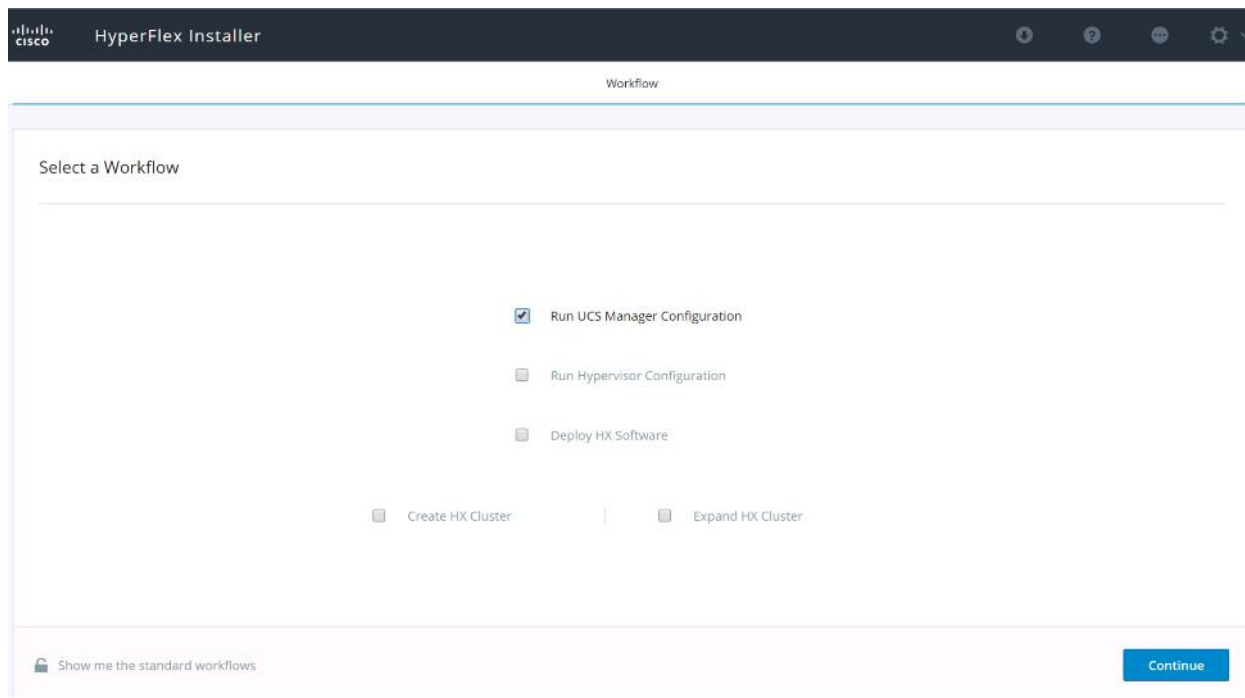 CISCO
HyperFlex Installer
Workflow
Select a Workflow
Run UCS Manager Configuration
Run Hypervisor Configuration
Deploy HX Software
Create HX Cluster
Expand HX Cluster
Show me the standard workflows
Continue